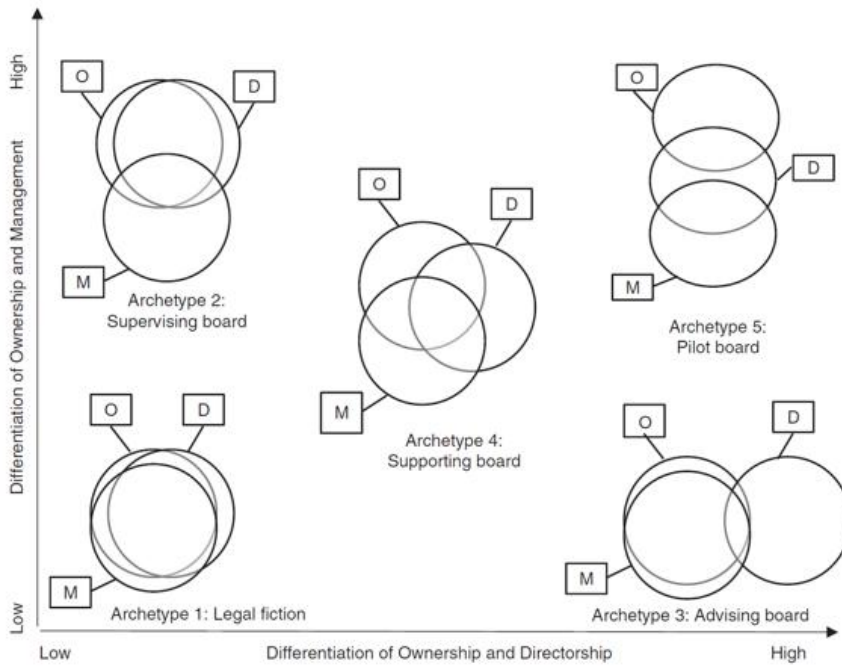 High
Differentiation of Ownership and Management
Low
O
D
M
Archetype 2:
Supervising board
O
D
M
Archetype 4:
Supporting board
O
D
M
Archetype 5:
Pilot board
O
D
M
Archetype 1: Legal fiction
O
D
M
Archetype 3: Advising board
Low
Differentiation of Ownership and Directorship
High